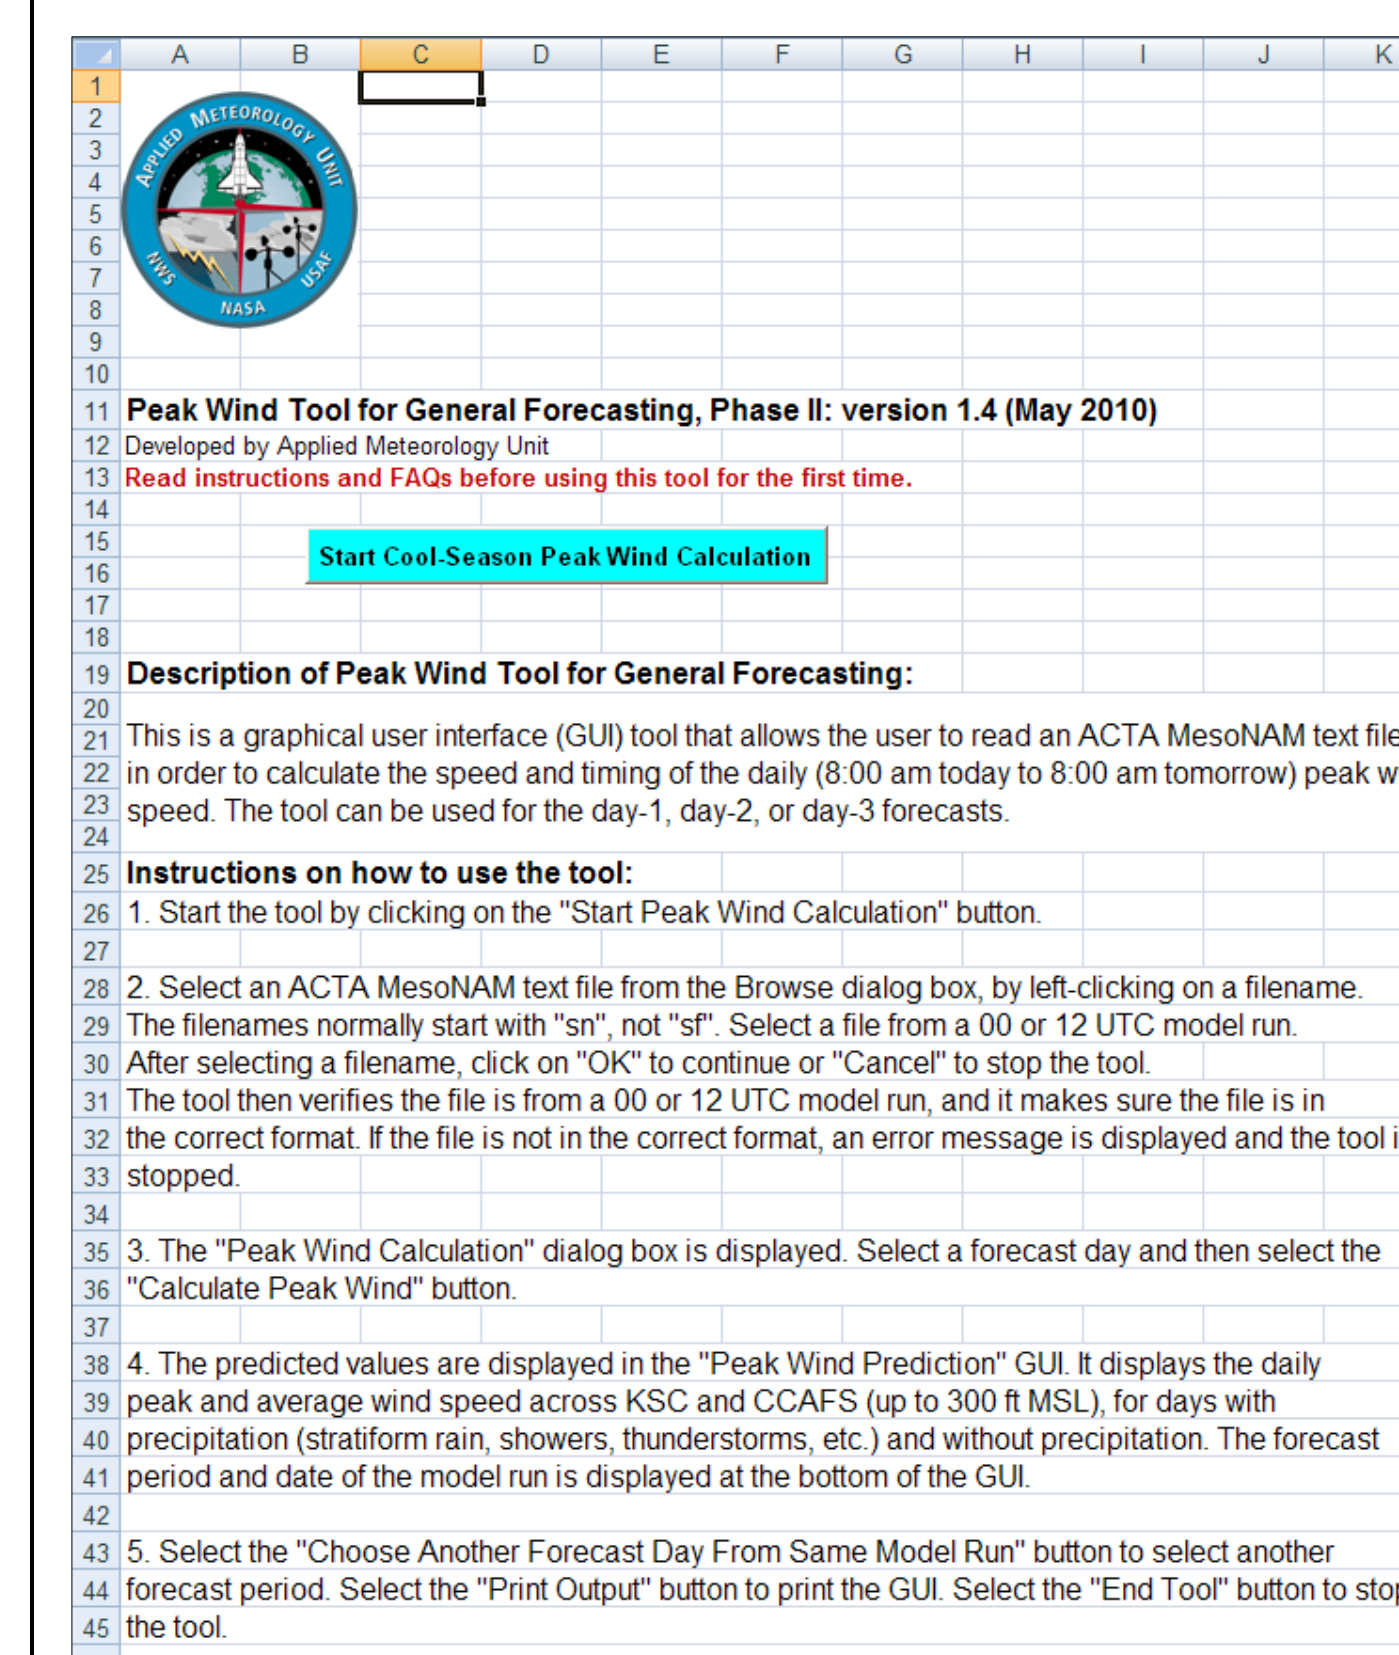 A B C D E F G H I J K
1
2
3
4
5
6
7
8
9
10
APPLIED METEOROLOGY UNIT
NWS NASA USAF
11 Peak Wind Tool for General Forecasting, Phase II: version 1.4 (May 2010)
12 Developed by Applied Meteorology Unit
13 Read instructions and FAQs before using this tool for the first time.
14
15
Start Cool-Season Peak Wind Calculation
16
17
18
19 Description of Peak Wind Tool for General Forecasting:
20
21 This is a graphical user interface (GUI) tool that allows the user to read an ACTA MesoNAM text file
22 in order to calculate the speed and timing of the daily (8:00 am today to 8:00 am tomorrow) peak w
23 speed. The tool can be used for the day-1, day-2, or day-3 forecasts.
24
25 Instructions on how to use the tool:
26 1. Start the tool by clicking on the "Start Peak Wind Calculation" button.
27
28 2. Select an ACTA MesoNAM text file from the Browse dialog box, by left-clicking on a filename.
29 The filenames normally start with "sn", not "sf". Select a file from a 00 or 12 UTC model run.
30 After selecting a filename, click on "OK" to continue or "Cancel" to stop the tool.
31 The tool then verifies the file is from a 00 or 12 UTC model run, and it makes sure the file is in
32 the correct format. If the file is not in the correct format, an error message is displayed and the tool i
33 stopped.
34
35 3. The "Peak Wind Calculation" dialog box is displayed. Select a forecast day and then select the
36 "Calculate Peak Wind" button.
37
38 4. The predicted values are displayed in the "Peak Wind Prediction" GUI. It displays the daily
39 peak and average wind speed across KSC and CCAFS (up to 300 ft MSL), for days with
40 precipitation (stratiform rain, showers, thunderstorms, etc.) and without precipitation. The forecast
41 period and date of the model run is displayed at the bottom of the GUI.
42
43 5. Select the "Choose Another Forecast Day From Same Model Run" button to select another
44 forecast period. Select the "Print Output" button to print the GUI. Select the "End Tool" button to stop
45 the tool.